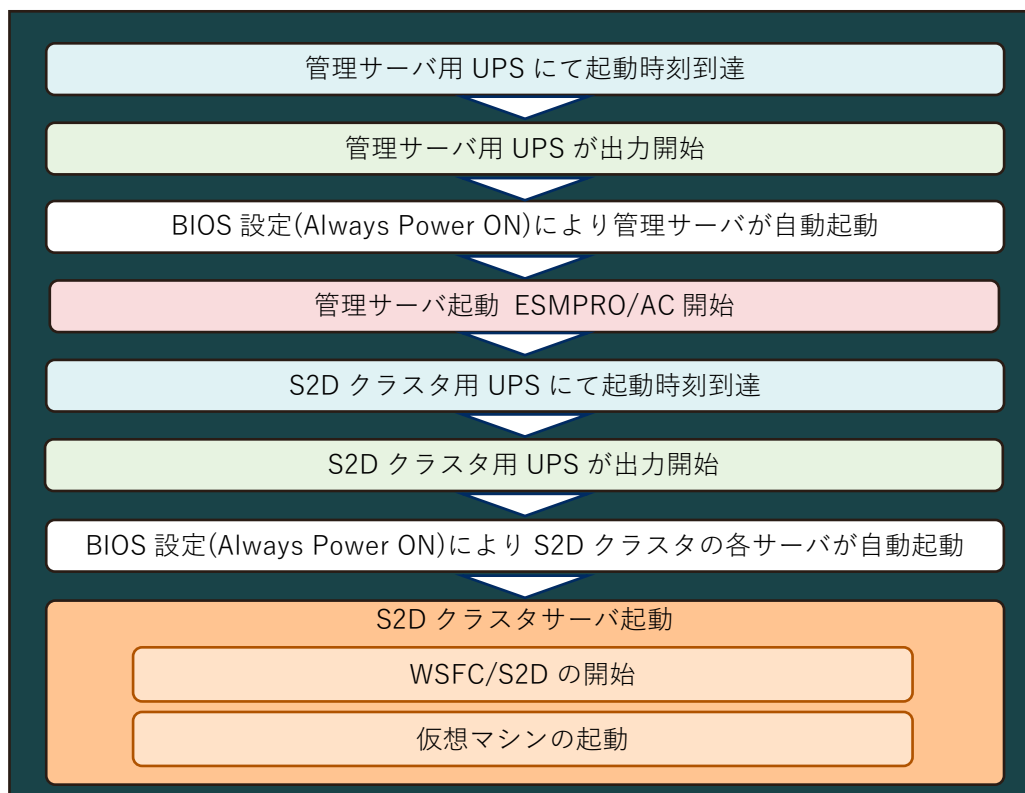 管理サーバ用 UPS にて起動時刻到達
管理サーバ用 UPS が出力開始
BIOS 設定(Always Power ON)により管理サーバが自動起動
管理サーバ起動 ESMPRO/AC 開始
S2D クラスタ用 UPS にて起動時刻到達
S2D クラスタ用 UPS が出力開始
BIOS 設定(Always Power ON)により S2D クラスタの各サーバが自動起動
S2D クラスタサーバ起動
WSFC/S2D の開始
仮想マシンの起動